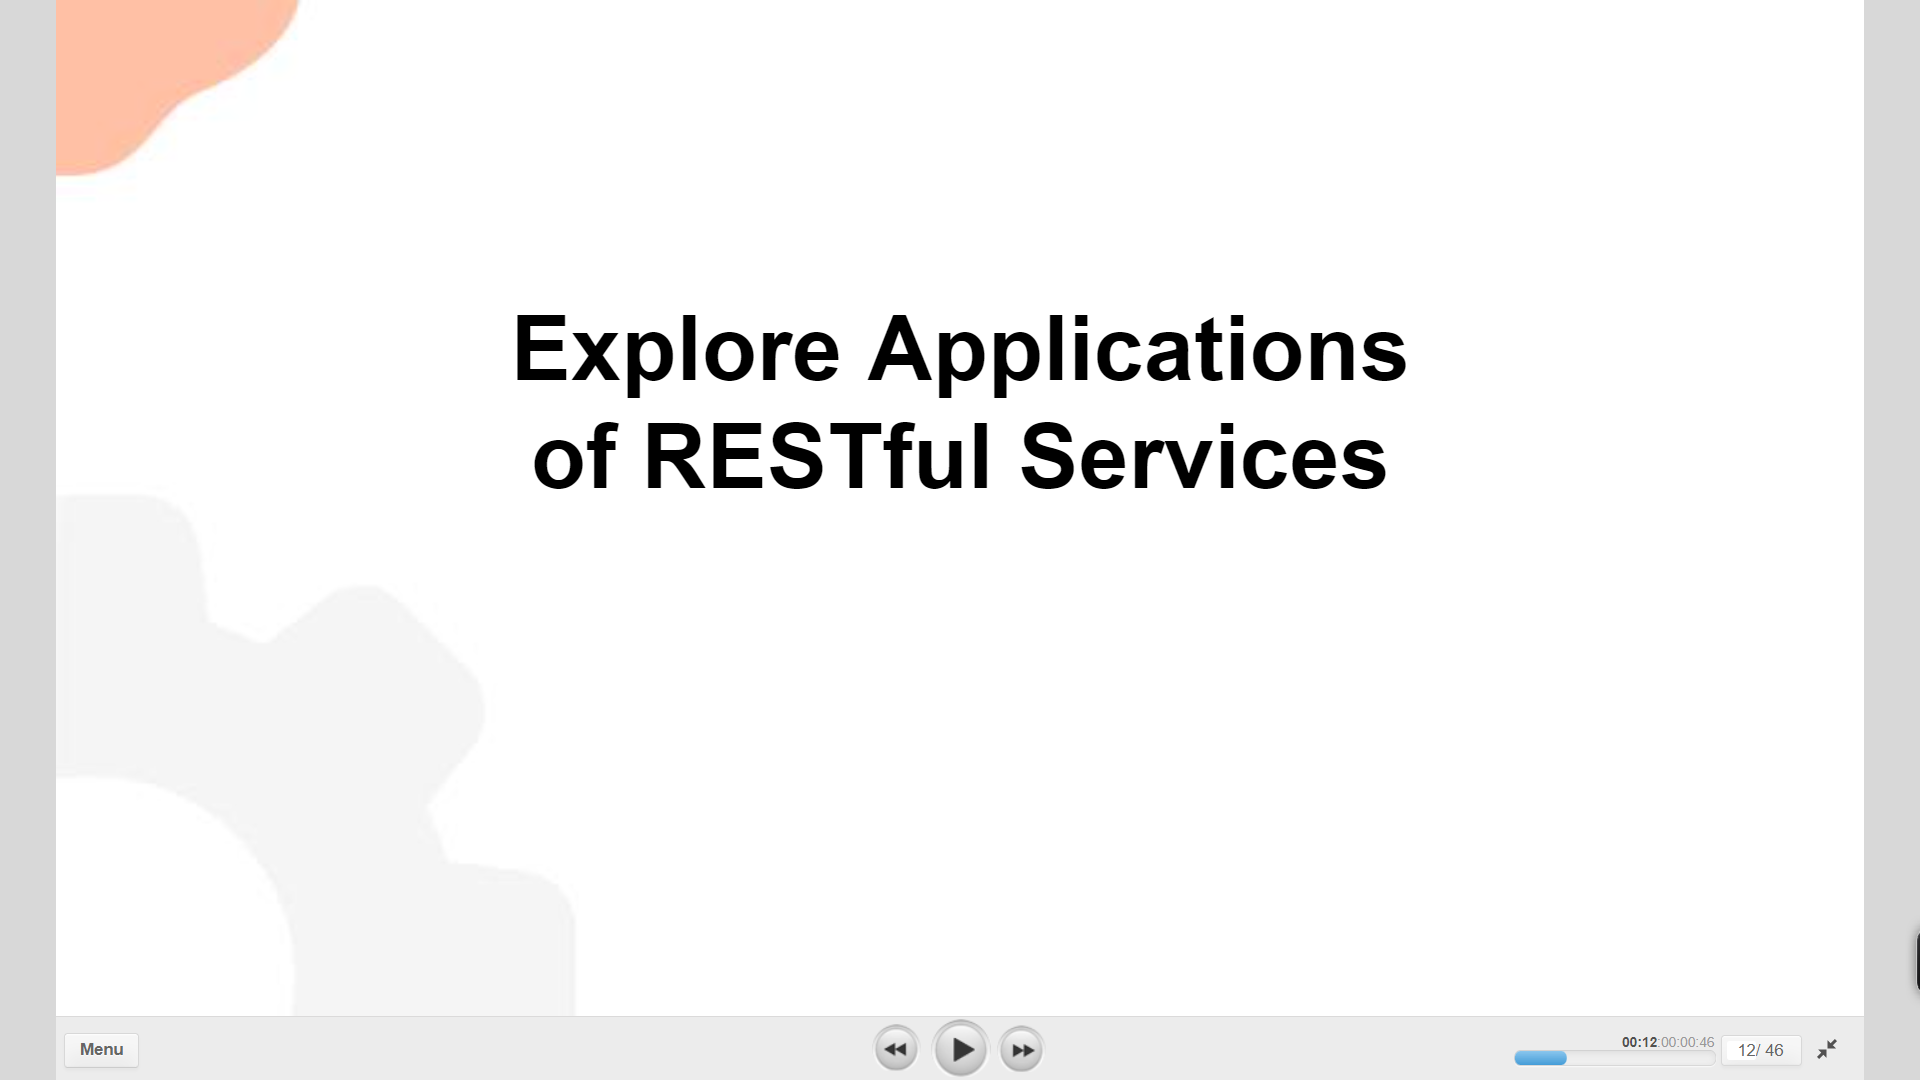 Explore Applications
of RESTful Services
Menu
00:12:00:00:46
12/ 46